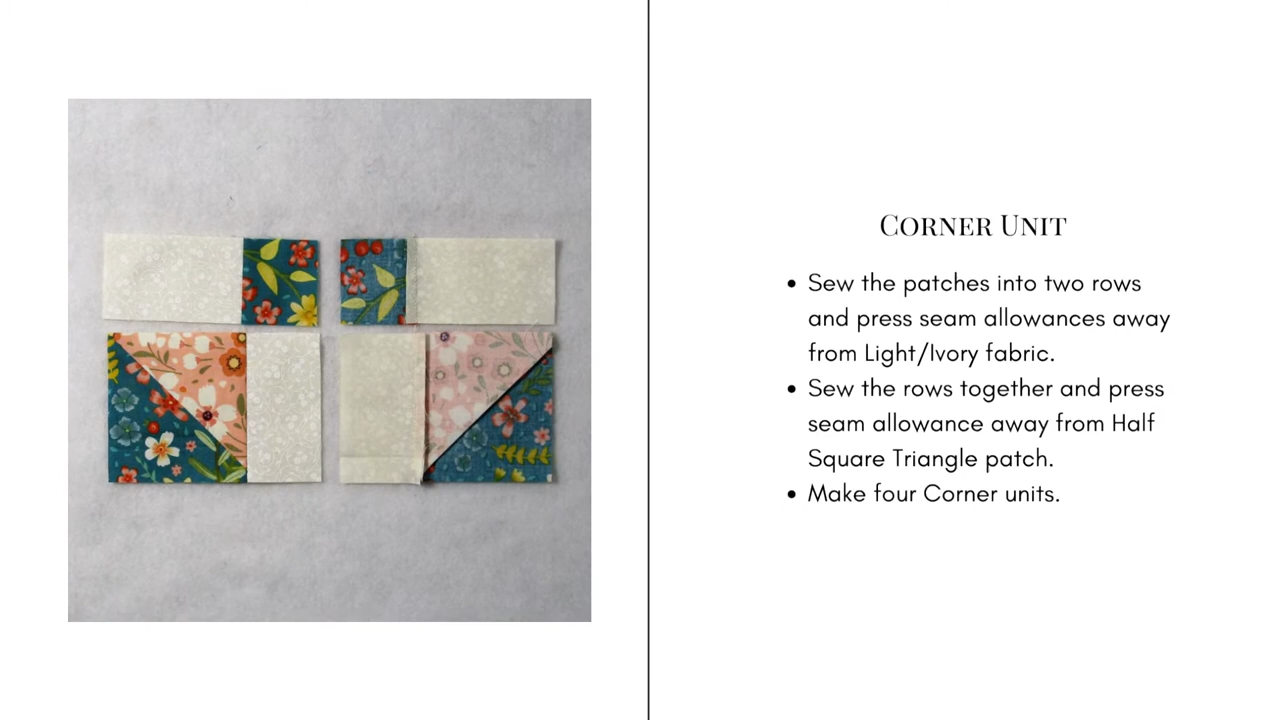 Corner Unit
• Sew the patches into two rows
and press seam allowances away
from Light/Ivory fabric.
• Sew the rows together and press
seam allowance away from Half
Square Triangle patch.
• Make four Corner units.